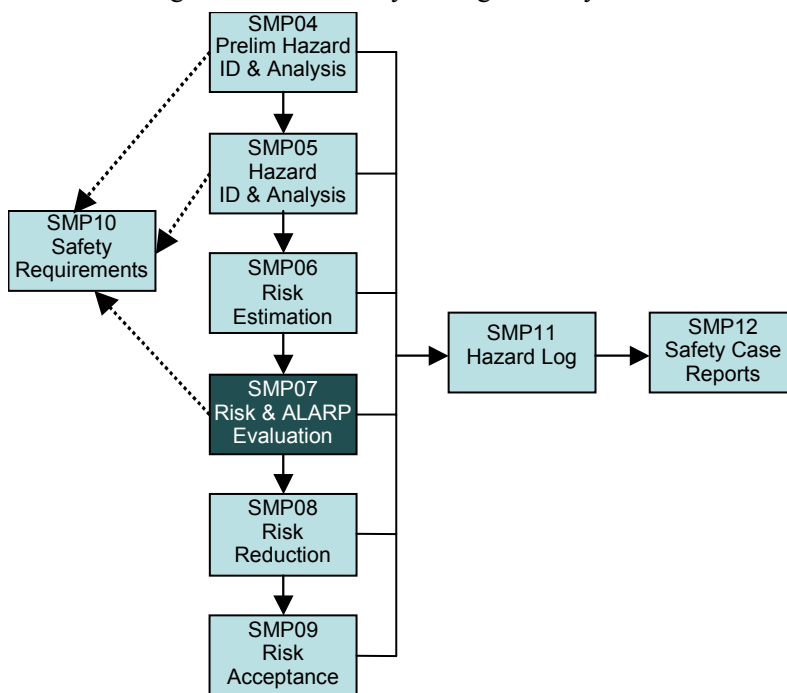 SMP04
Prelim Hazard
ID & Analysis
SMP05
Hazard
ID & Analysis
SMP10
Safety
Requirements
SMP06
Risk
Estimation
SMP11
Hazard Log
SMP12
Safety Case
Reports
SMP07
Risk & ALARP
Evaluation
SMP08
Risk
Reduction
SMP09
Risk
Acceptance